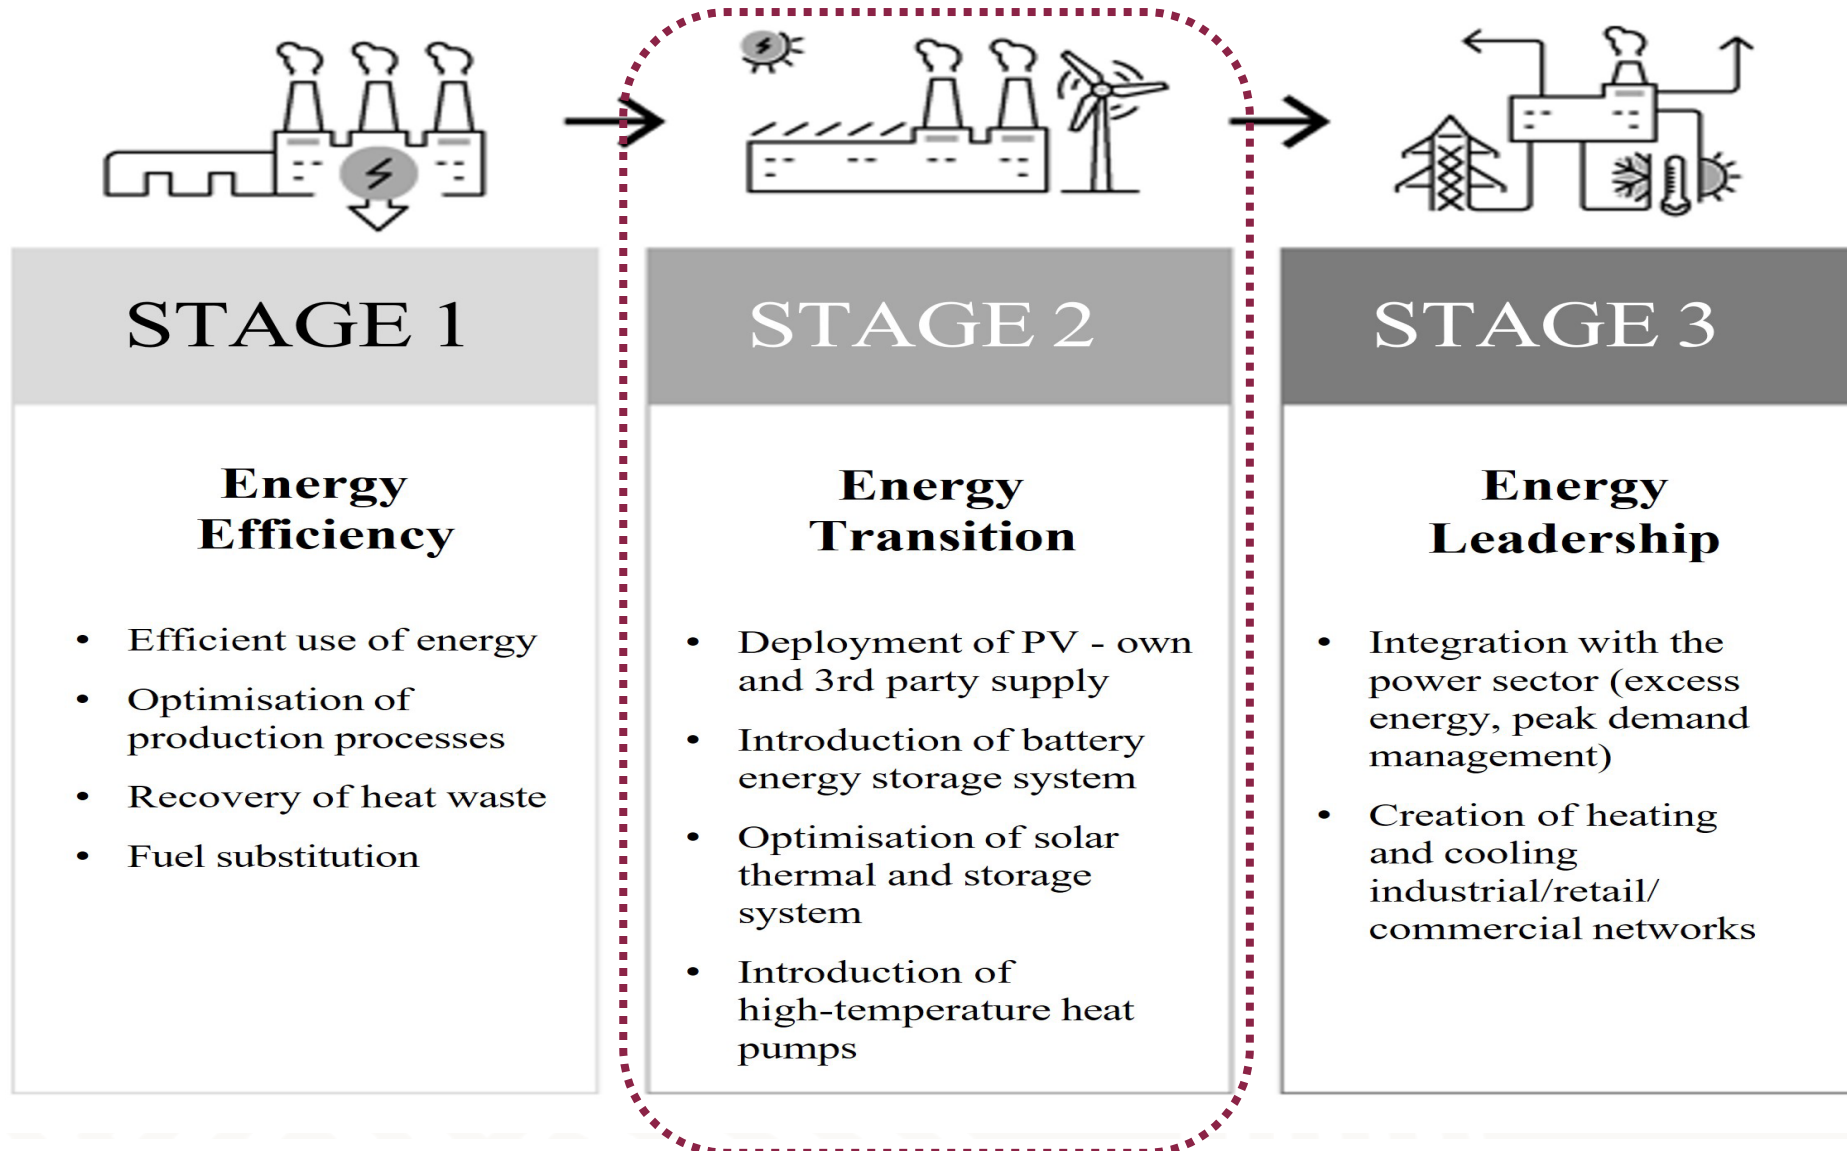 STAGE 1
Energy
Efficiency
• Efficient use of energy
• Optimisation of
production processes
• Recovery of heat waste
• Fuel substitution
STAGE 2
Energy
Transition
• Deployment of PV - own
and 3rd party supply
• Introduction of battery
energy storage system
• Optimisation of solar
thermal and storage
system
• Introduction of
high-temperature heat
pumps
STAGE 3
Energy
Leadership
• Integration with the
power sector (excess
energy, peak demand
management)
• Creation of heating
and cooling
industrial/retail/
commercial networks